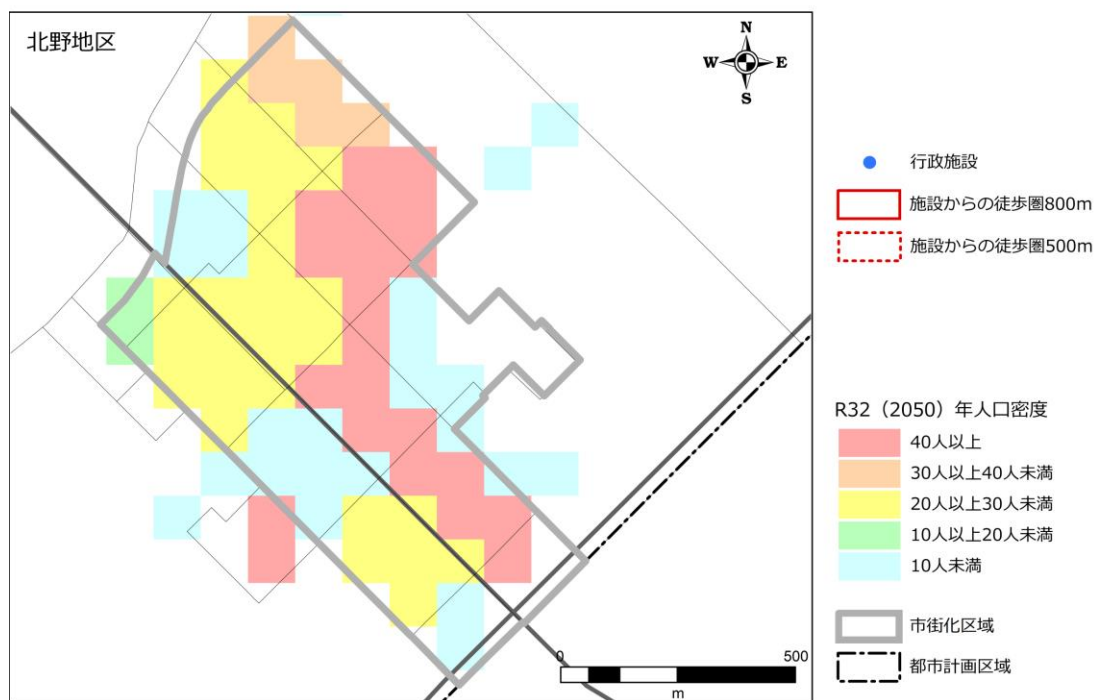 北野地区
N
W
E
S
行政施設
施設からの徒歩圏800m
施設からの徒歩圏500m
R32（2050）年人口密度
40人以上
30人以上40人未満
20人以上30人未満
10人以上20人未満
10人未満
市街化区域
都市計画区域
0
500
m